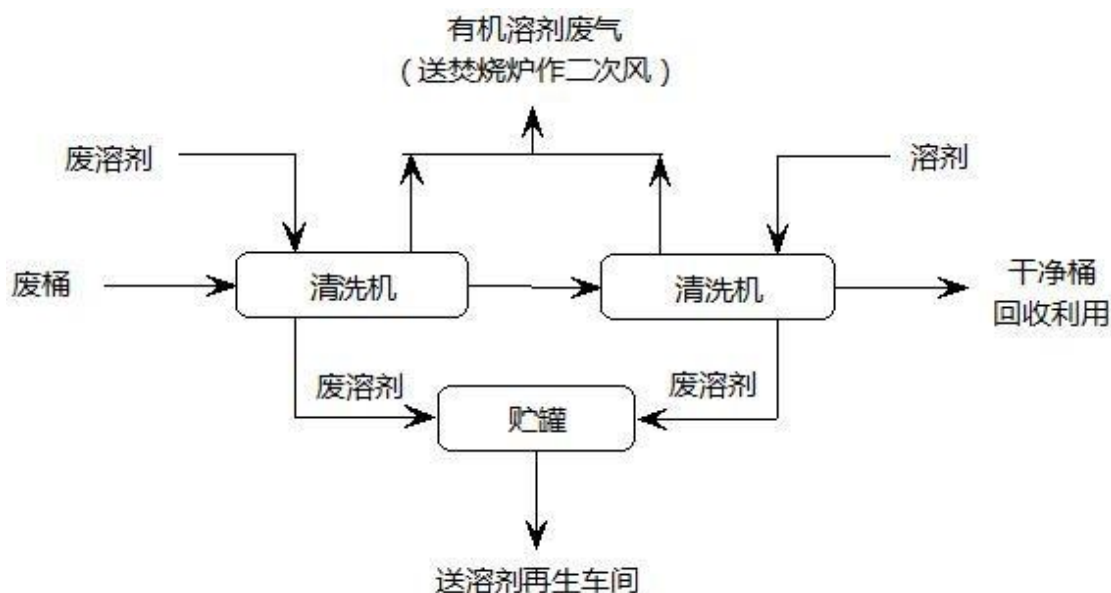 有机溶剂废气
（送焚烧炉作二次风）
废溶剂
溶剂
废桶
清洗机
清洗机
干净桶
回收利用
废溶剂
废溶剂
贮罐
送溶剂再生车间